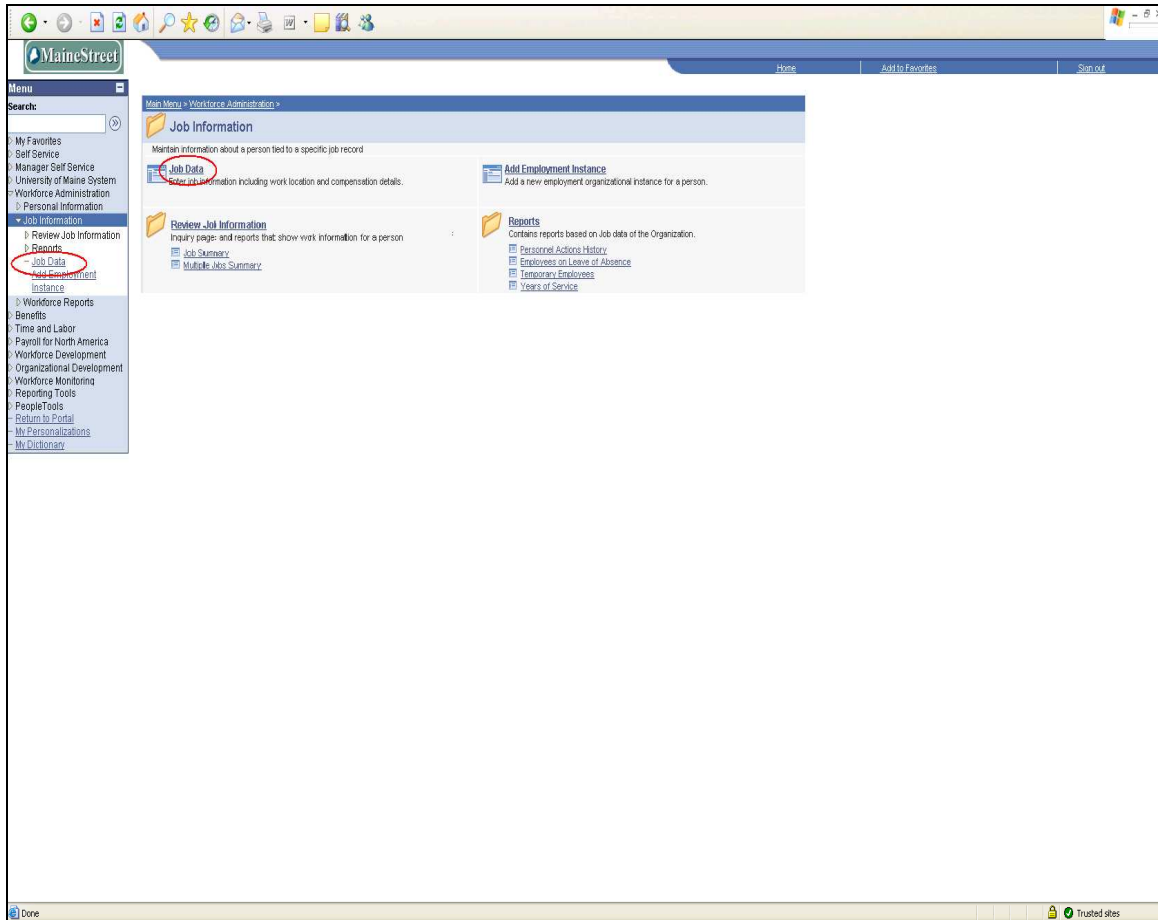 MaineStreet
Home
Add to Favorites
Sign out
Menu
Search:
My Favorites
Self Service
Manager Self Service
University of Maine System
Workforce Administration
Personal Information
Job Information
Review Job Information
Reports
Job Data
Add Employment
Instance
Workforce Reports
Benefits
Time and Labor
Payroll for North America
Workforce Development
Organizational Development
Workforce Monitoring
Reporting Tools
PeopleTools
Return to Portal
My Personalizations
My Dictionary
Main Menu > Workforce Administration >
Job Information
Maintain information about a person tied to a specific job record
Job Data
Enter job information including work location and compensation details.
Add Employment Instance
Add a new employment organizational instance for a person.
Review Job Information
Inquiry pages and reports that show work information for a person
Job Summary
Multiple Jobs Summary
Reports
Contains reports based on Job data of the Organization.
Personnel Actions History
Employees on Leave of Absence
Temporary Employees
Years of Service
Done
Trusted sites